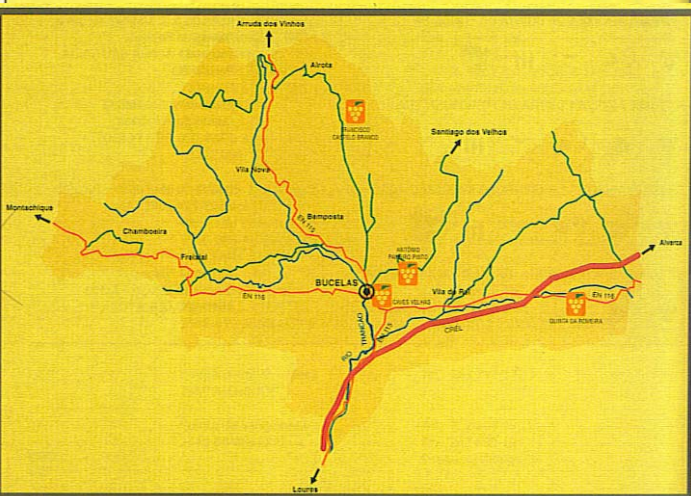 Arruda dos Vinhos
Alrota
FRANCISCO
CASTELO BRANCO
Santiago dos Velhos
Vila Nova
Montachique
Bemposta
EN 115
Chamboeira
Freixial
Alverca
ANTÓNIO
PANEIRO PINTO
BUCELAS
Vila de Rei
CAVES VELHAS
EN 116
EN 116
QUINTA DA ROMEIRA
RIO TRANCÃO
EN 115
CREL
Loures